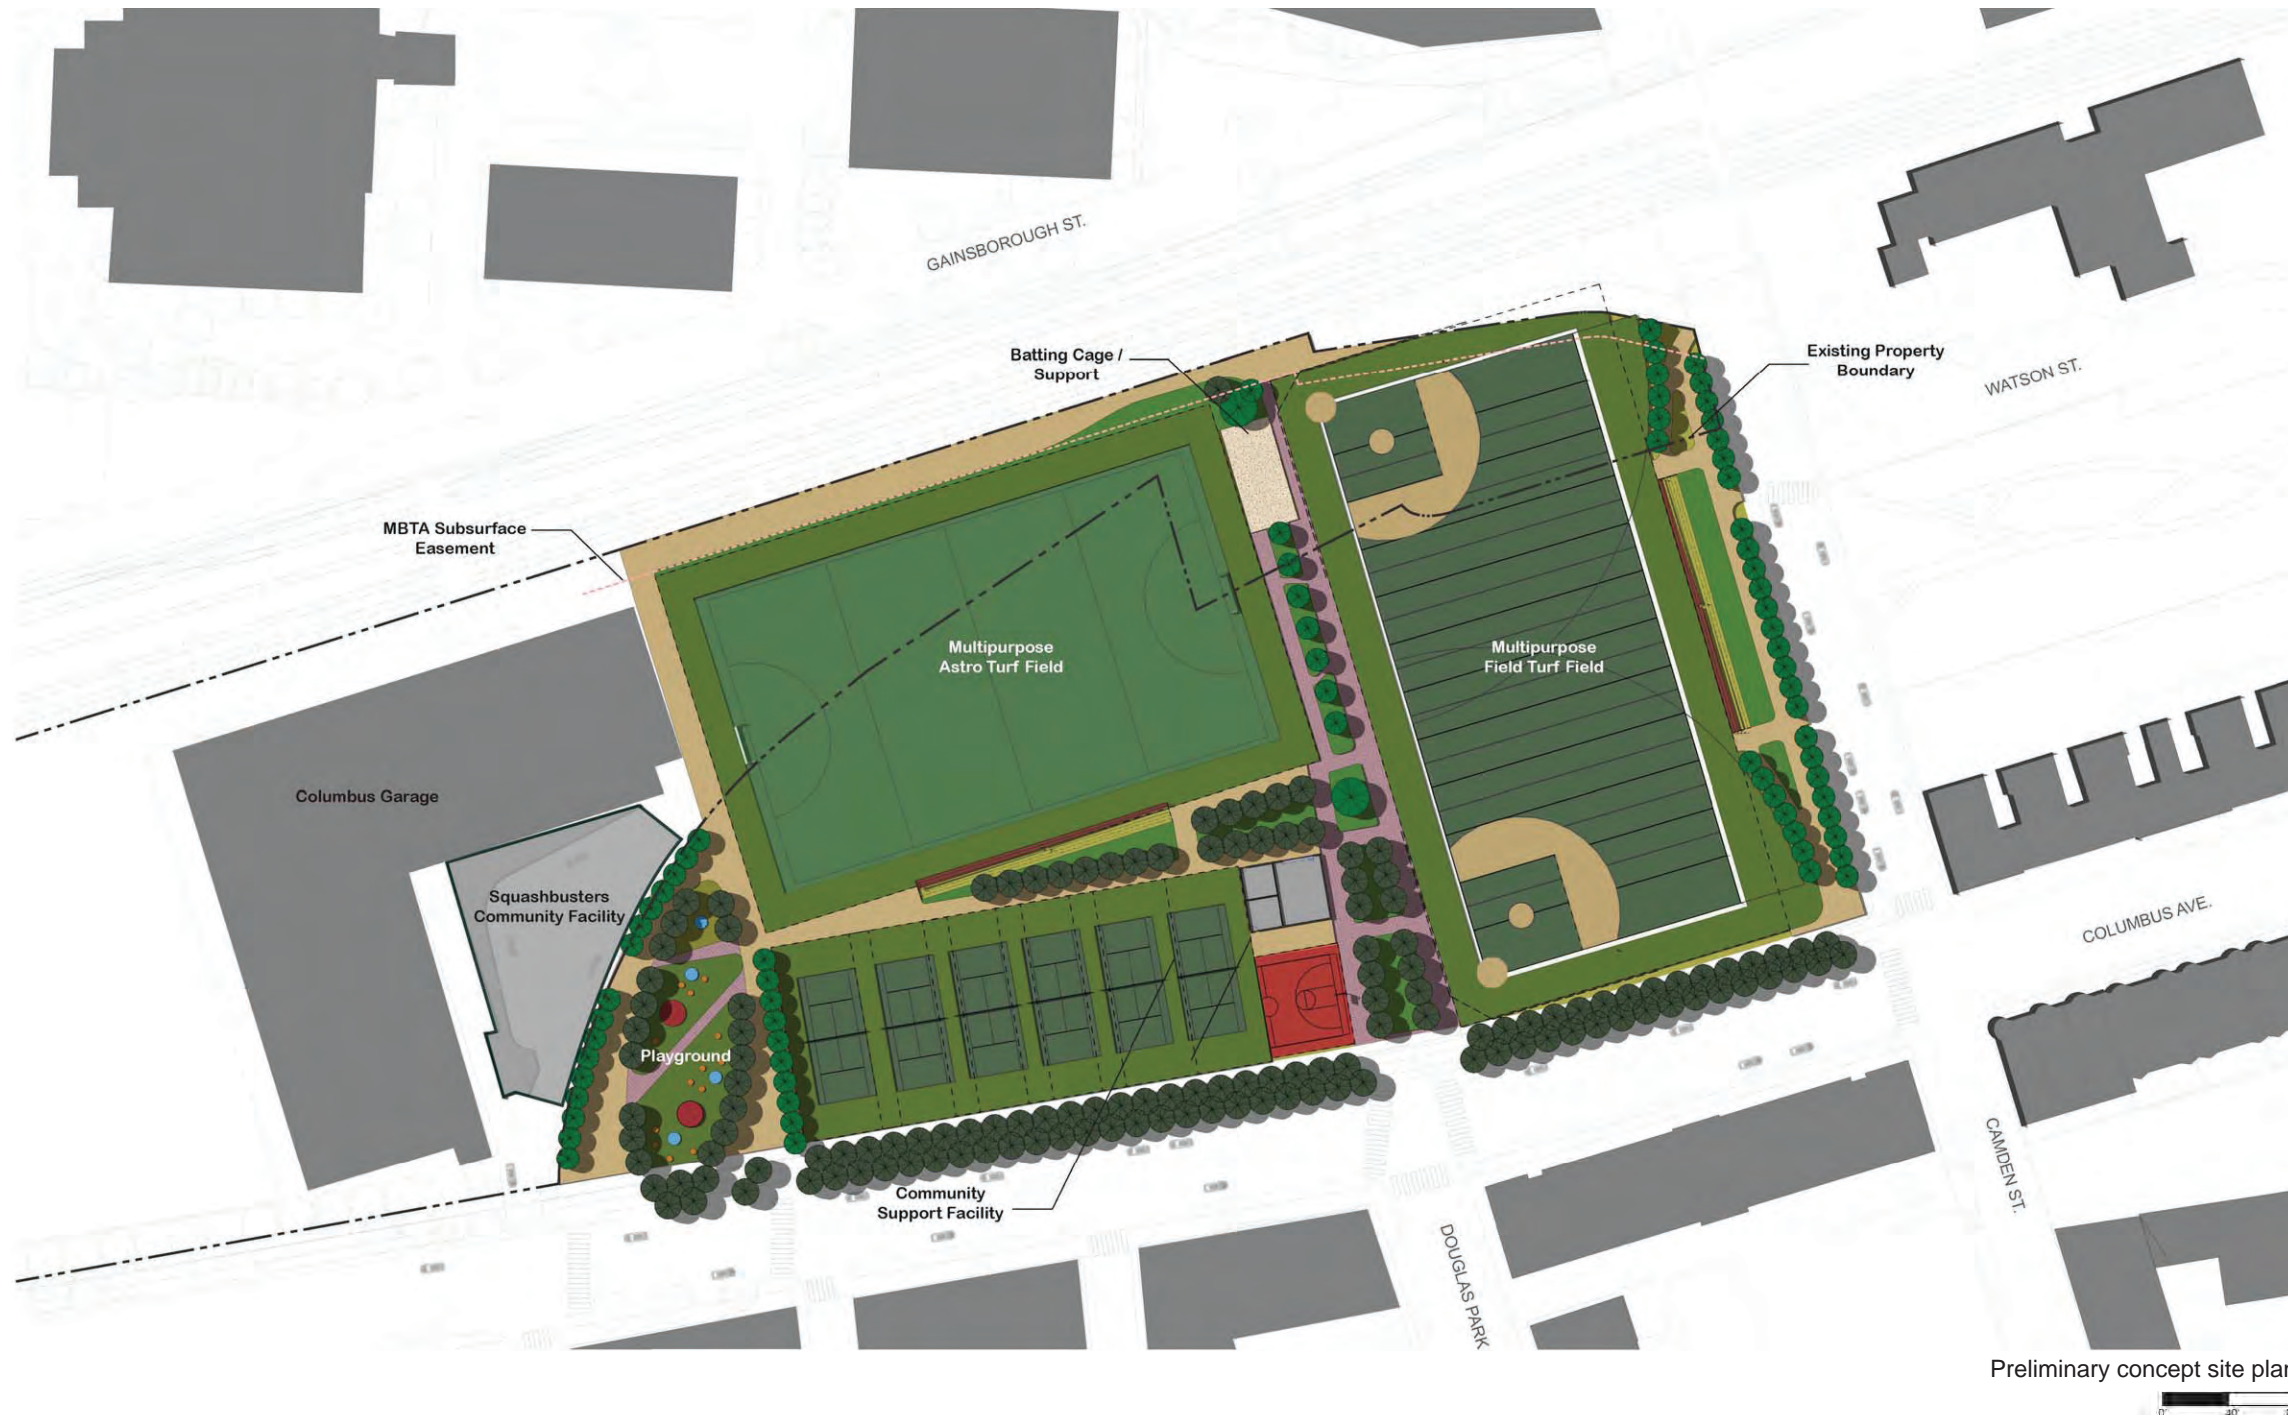 GAINSBOROUGH ST.
Batting Cage /
Support
Existing Property
Boundary
WATSON ST.
MBTA Subsurface
Easement
Multipurpose
Astro Turf Field
Multipurpose
Field Turf Field
Columbus Garage
Squashbusters
Community Facility
COLUMBUS AVE.
Playground
CAMDEN ST.
Community
Support Facility
DOUGLAS PARK
Preliminary concept site plan
0'
40'